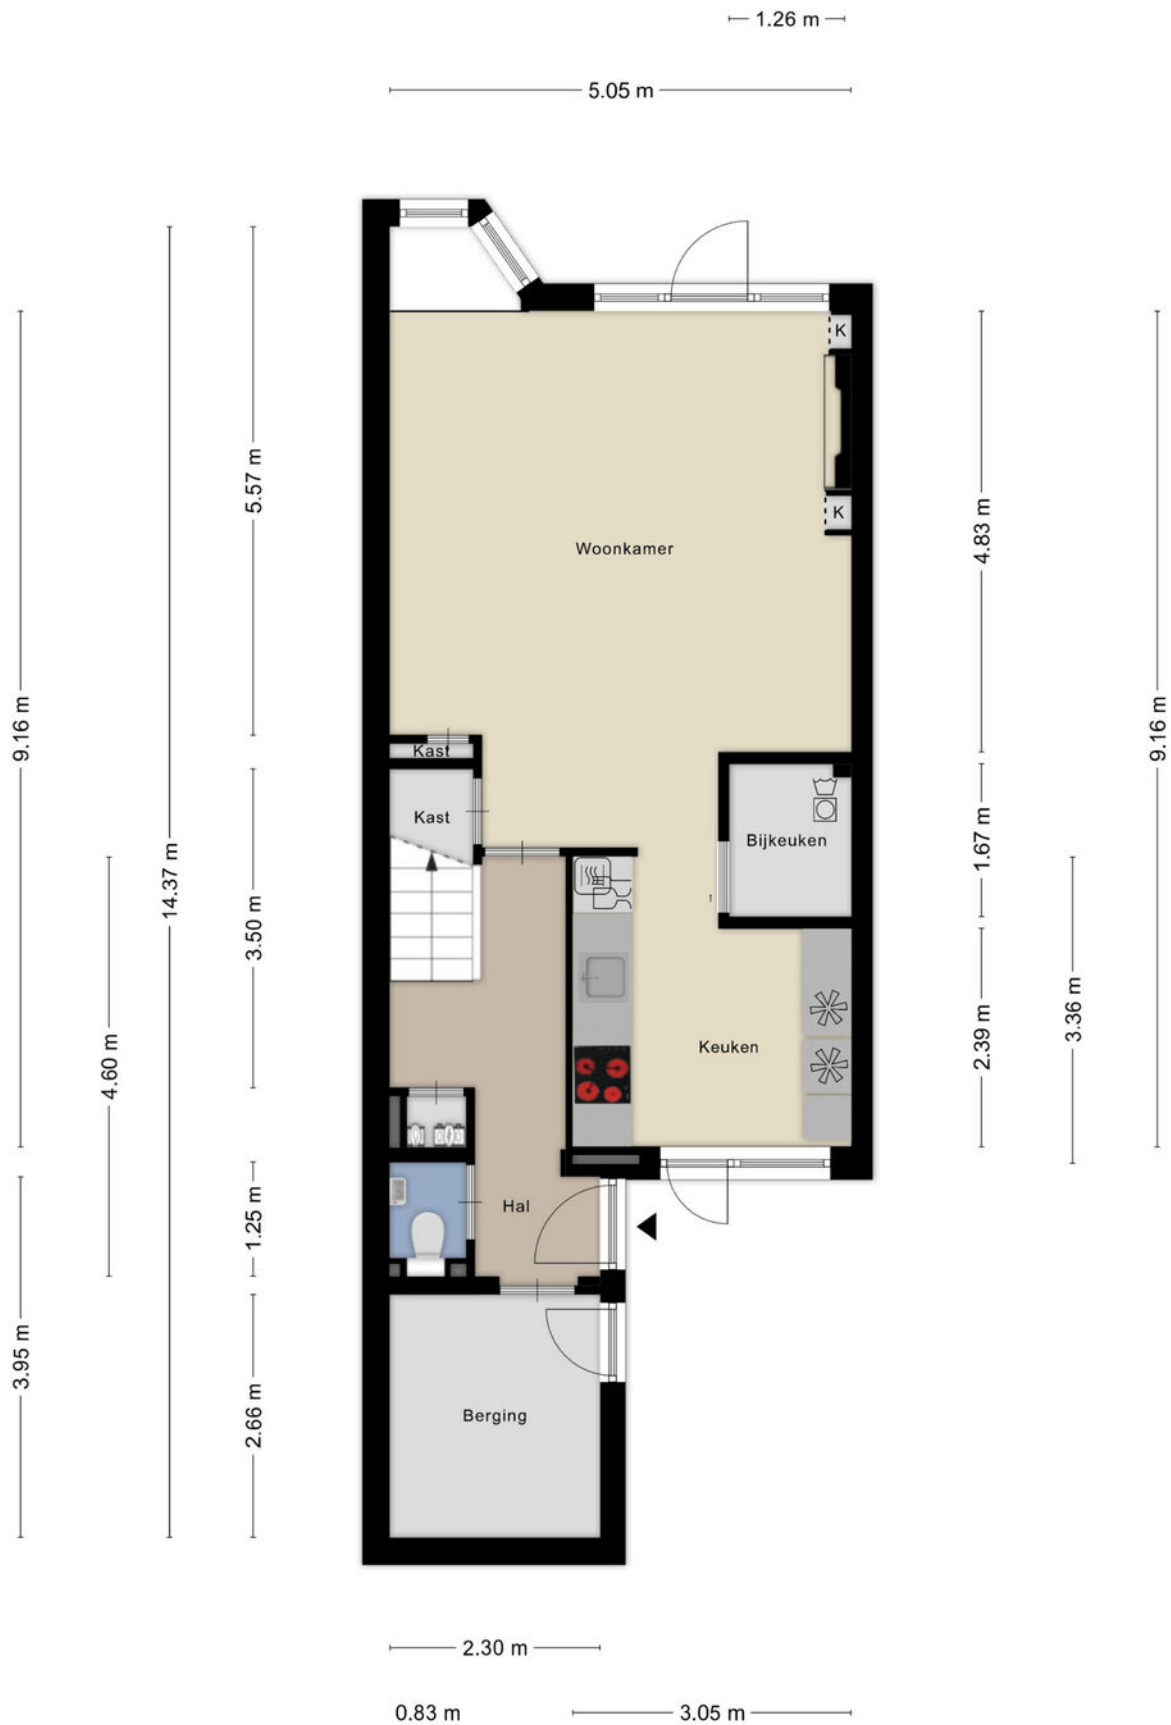 1.26 m
5.05 m
K
5.57 m
K
4.83 m
Woonkamer
9.16 m
9.16 m
Kast
Kast
Bijkeuken
1.67 m
14.37 m
3.50 m
3.36 m
2.39 m
Keuken
4.60 m
1.25 m
Hal
3.95 m
2.66 m
Berging
2.30 m
0.83 m
3.05 m